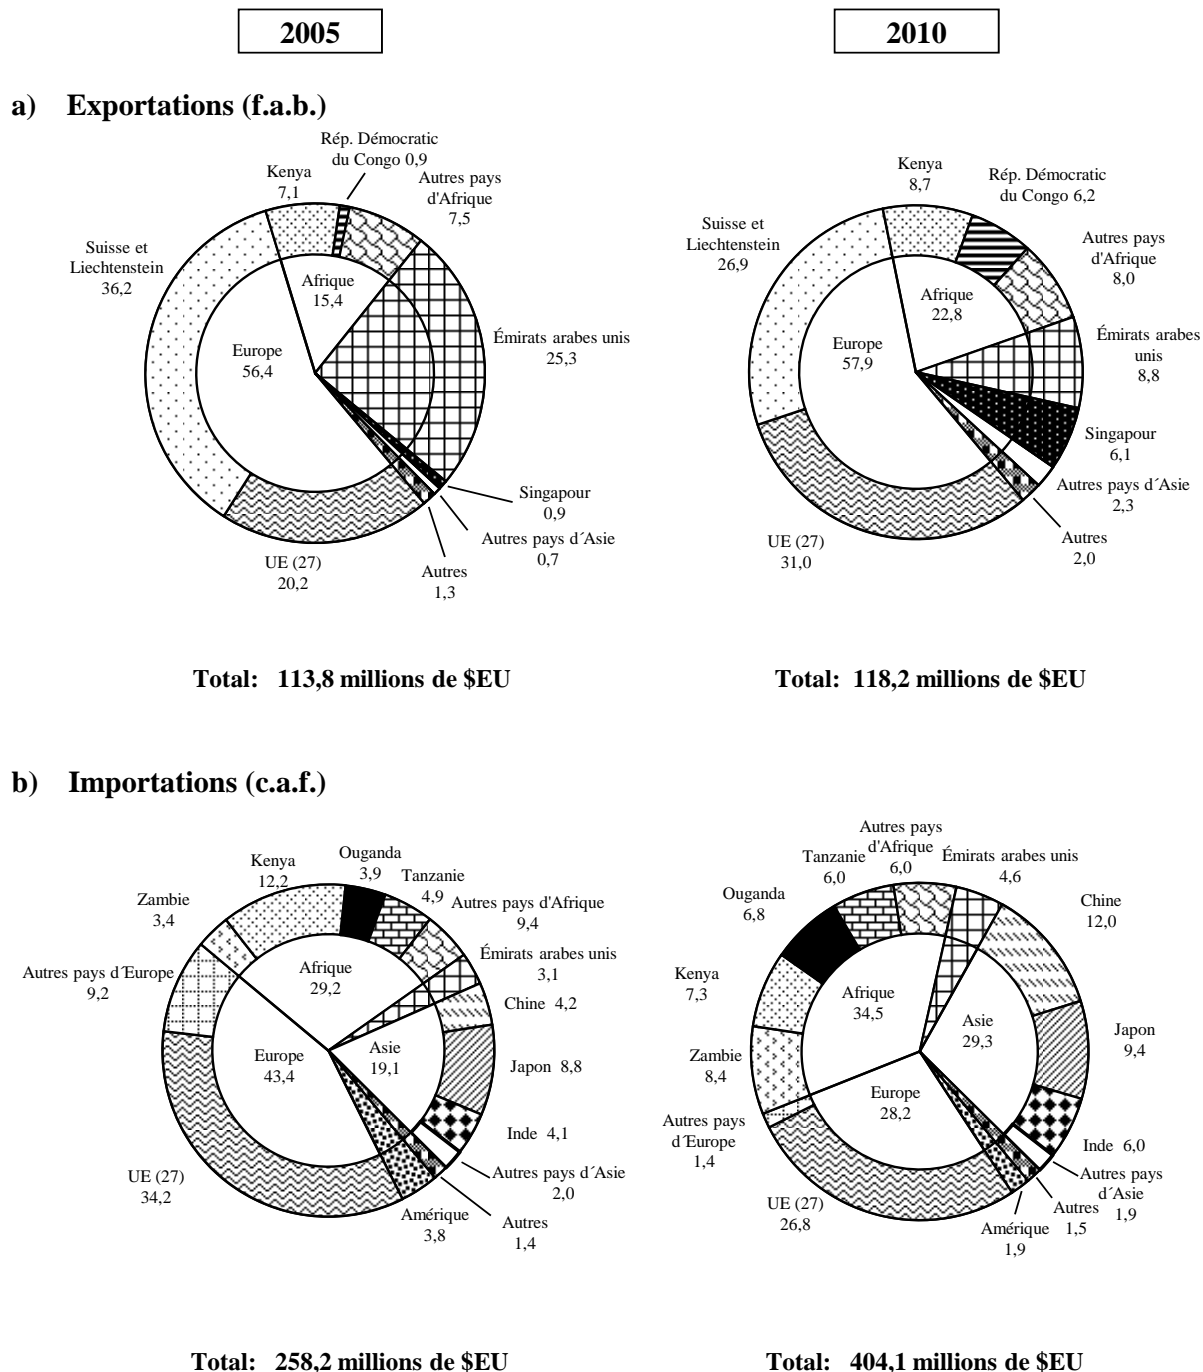 2005
2010
a) Exportations (f.a.b.)
Rép. Démocratic
du Congo 0,9
Kenya
7,1
Autres pays
d'Afrique
7,5
Suisse et
Liechtenstein
36,2
Afrique
15,4
Émirats arabes unis
25,3
Europe
56,4
Singapour
0,9
Autres pays d´Asie
0,7
UE (27)
20,2
Autres
1,3
Kenya
8,7
Rép. Démocratic
du Congo 6,2
Suisse et
Liechtenstein
26,9
Autres pays
d'Afrique
8,0
Afrique
22,8
Émirats arabes
unis
8,8
Europe
57,9
Singapour
6,1
Autres pays d´Asie
2,3
UE (27)
31,0
Autres
2,0
Total: 113,8 millions de $EU
Total: 118,2 millions de $EU
b) Importations (c.a.f.)
Ouganda
3,9
Kenya
12,2
Tanzanie
4,9
Zambie
3,4
Autres pays d'Afrique
9,4
Autres pays d´Europe
9,2
Afrique
29,2
Émirats arabes unis
3,1
Chine 4,2
Europe
43,4
Asie
19,1
Japon 8,8
Inde 4,1
UE (27)
34,2
Autres pays d´Asie
2,0
Amérique
3,8
Autres
1,4
Autres pays
d'Afrique
6,0
Tanzanie
6,0
Émirats arabes unis
4,6
Ouganda
6,8
Chine
12,0
Kenya
7,3
Afrique
34,5
Asie
29,3
Japon
9,4
Zambie
8,4
Europe
28,2
Autres pays
d´Europe
1,4
Inde 6,0
Autres pays
d´Asie
1,9
UE (27)
26,8
Autres
1,5
Amérique
1,9
Total: 258,2 millions de $EU
Total: 404,1 millions de $EU